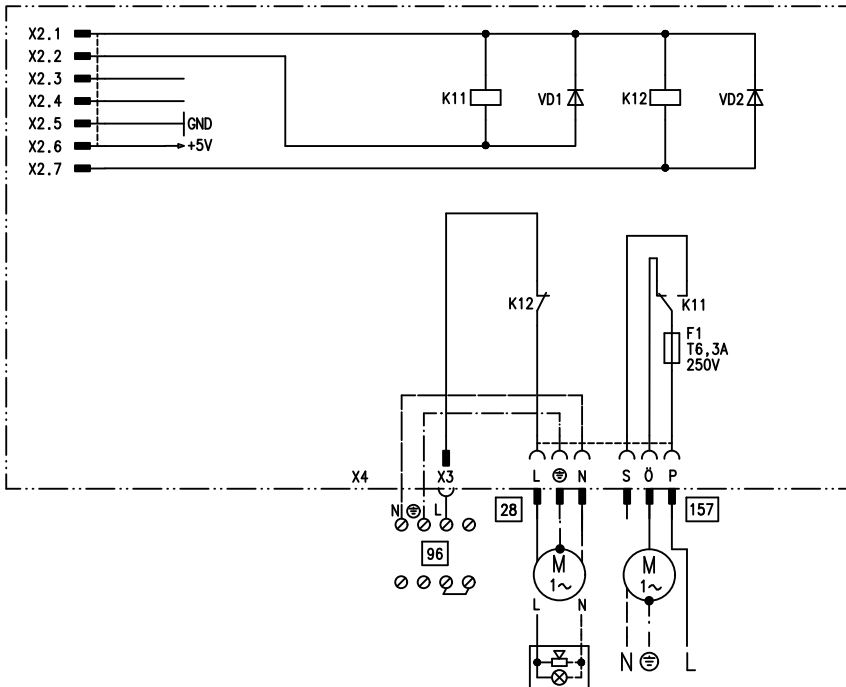 X2.1
X2.2
X2.3
X2.4
X2.5
X2.6
X2.7
GND
+5V
K11
VD1
K12
VD2
K12
K11
F1
T6,3A
250V
X4
X3
L
N
S
Ö
P
N
L
28
157
96
M
1~
M
1~
L
N
N
L